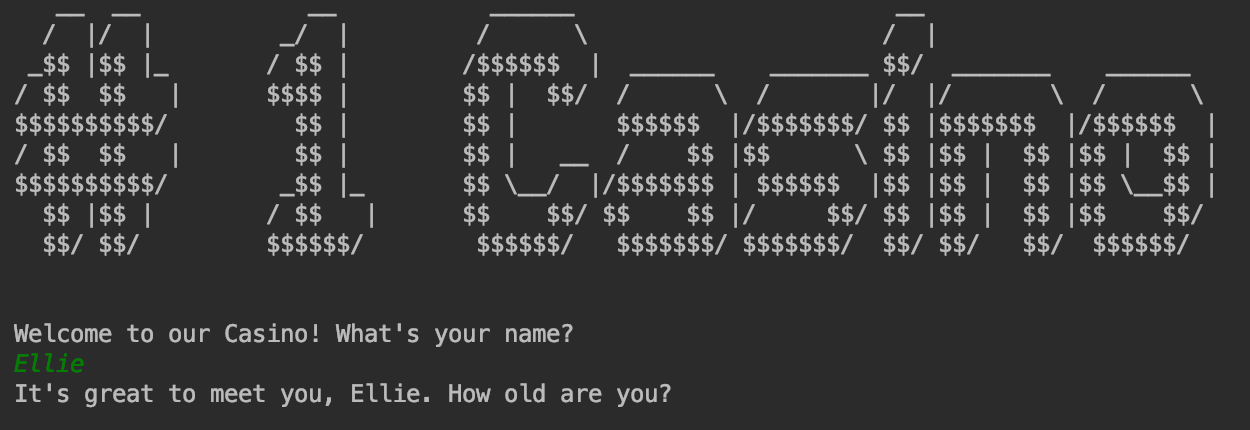 # 1 Casino
Welcome to our Casino! What's your name?
Ellie
It's great to meet you, Ellie. How old are you?